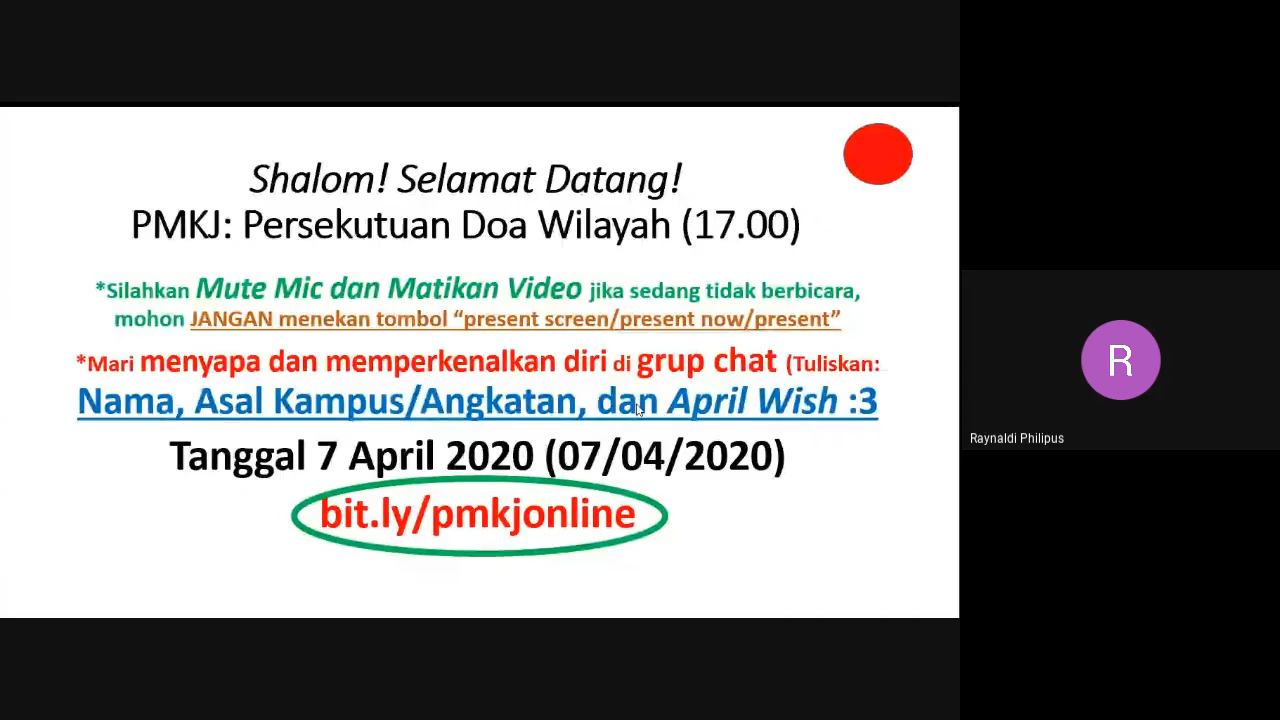 Shalom! Selamat Datang!
PMKJ: Persekutuan Doa Wilayah (17.00)
*Silahkan Mute Mic dan Matikan Video jika sedang tidak berbicara,
mohon JANGAN menekan tombol “present screen/present now/present”
*Mari menyapa dan memperkenalkan diri di grup chat (Tuliskan:
Nama, Asal Kampus/Angkatan, dan April Wish :3
Tanggal 7 April 2020 (07/04/2020)
bit.ly/pmkjonline
R
Raynaldi Philipus